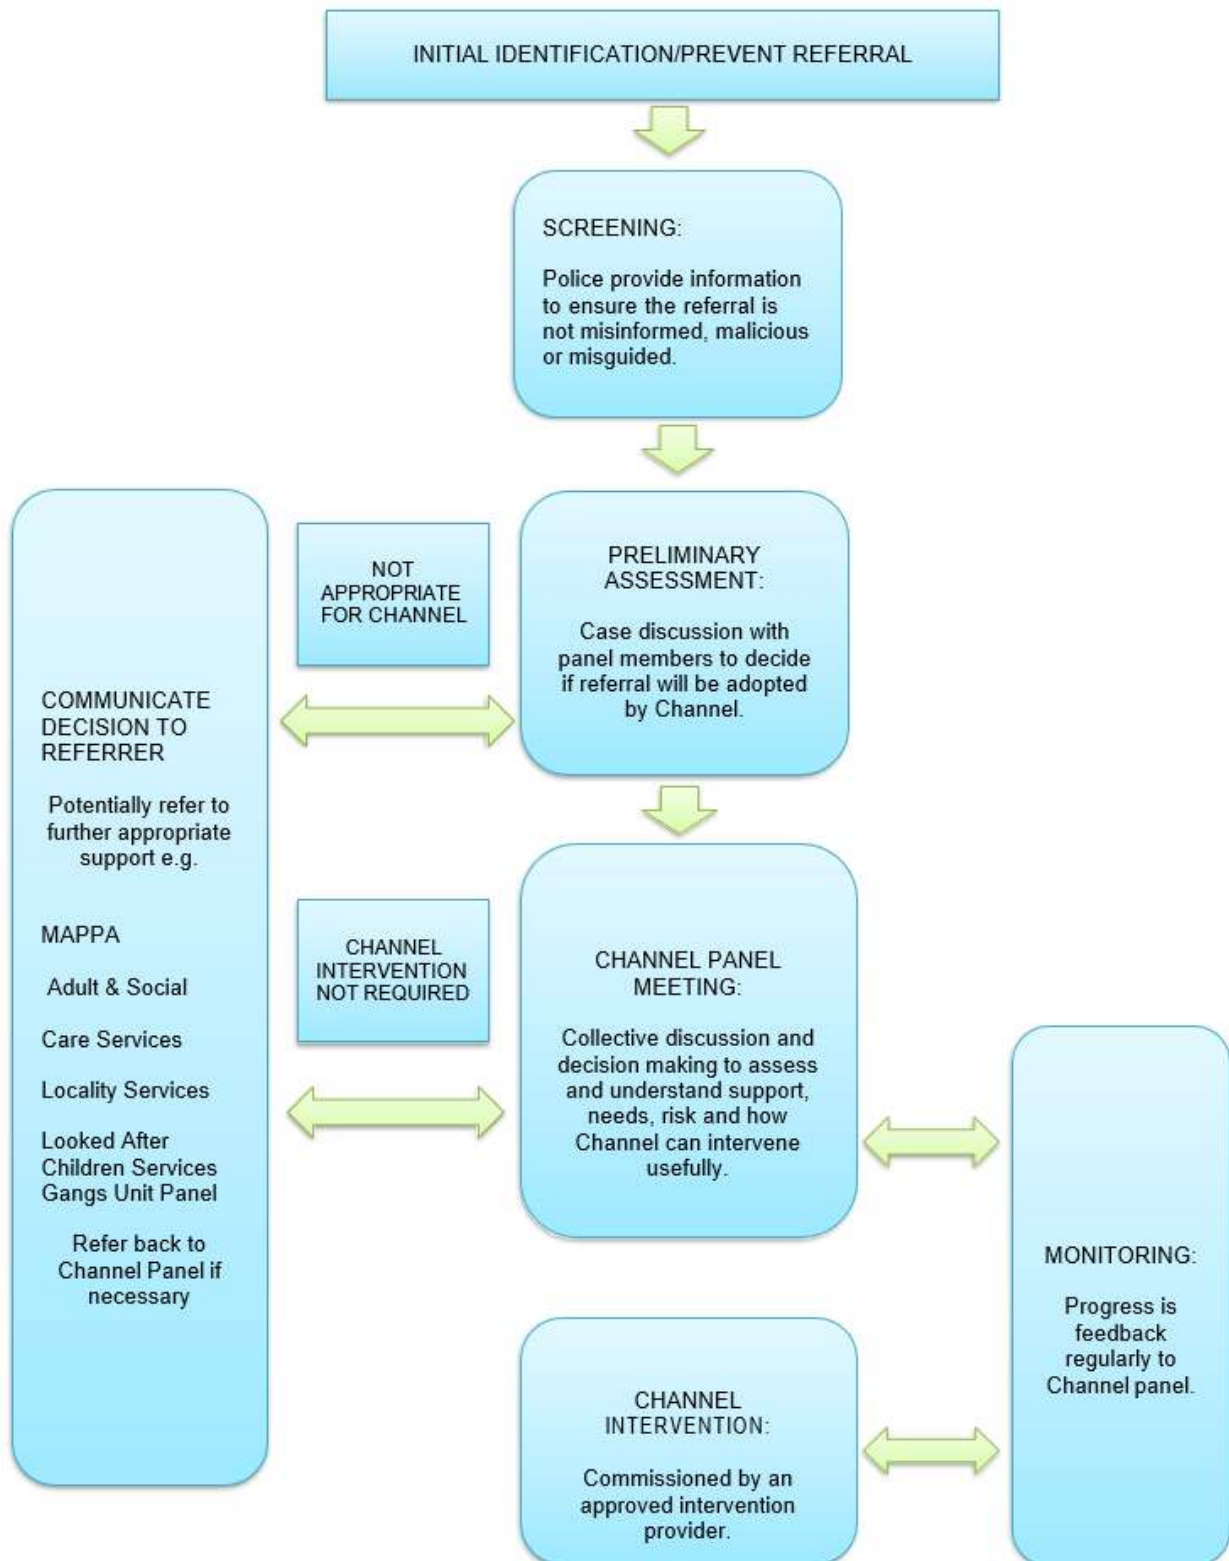 INITIAL IDENTIFICATION/PREVENT REFERRAL
SCREENING:
Police provide information
to ensure the referral is
not misinformed, malicious
or misguided.
PRELIMINARY
ASSESSMENT:
Case discussion with
panel members to decide
if referral will be adopted
by Channel.
NOT
APPROPRIATE
FOR CHANNEL
COMMUNICATE
DECISION TO
REFERRER
Potentially refer to
further appropriate
support e.g.
MAPPA
Adult & Social
Care Services
Locality Services
Looked After
Children Services
Gangs Unit Panel
Refer back to
Channel Panel if
necessary
CHANNEL
INTERVENTION
NOT REQUIRED
CHANNEL PANEL
MEETING:
Collective discussion and
decision making to assess
and understand support,
needs, risk and how
Channel can intervene
usefully.
MONITORING:
Progress is
feedback
regularly to
Channel panel.
CHANNEL
INTERVENTION:
Commissioned by an
approved intervention
provider.